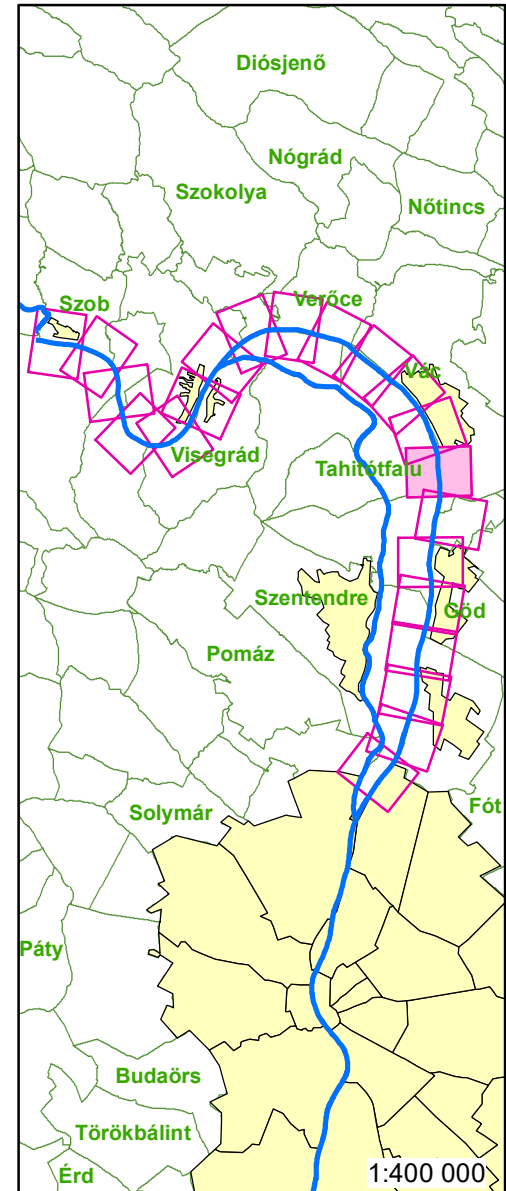 Diósjenő
Nógrád
Szokolya
Nőtincs
Szob
Verőce
Vác
Visegrád
Tahitótfalu
Szentendre
Göd
Pomáz
Solymár
Fót
Páty
Budaörs
Törökbálint
Érd
1:400 000